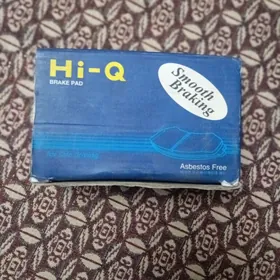 Hi-Q
BRAKE PAD
Smooth
Braking
Asbestos Free